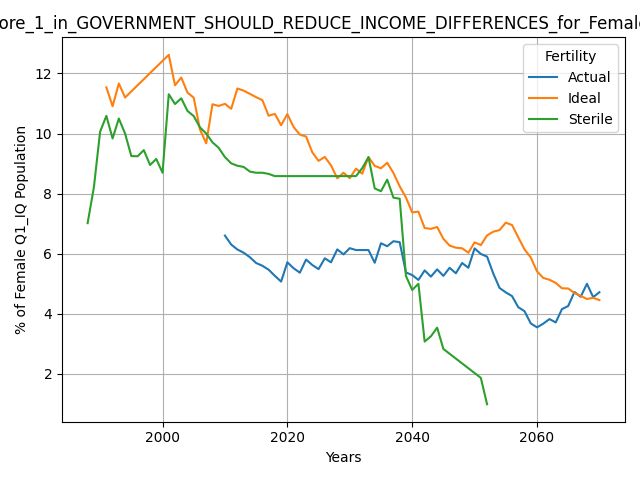 ore_1_in_GOVERNMENT_SHOULD_REDUCE_INCOME_DIFFERENCES_for_Female
Fertility
Actual
Ideal
Sterile
% of Female Q1_IQ Population
12
10
8
6
4
2
2000 2020 2040 2060
Years